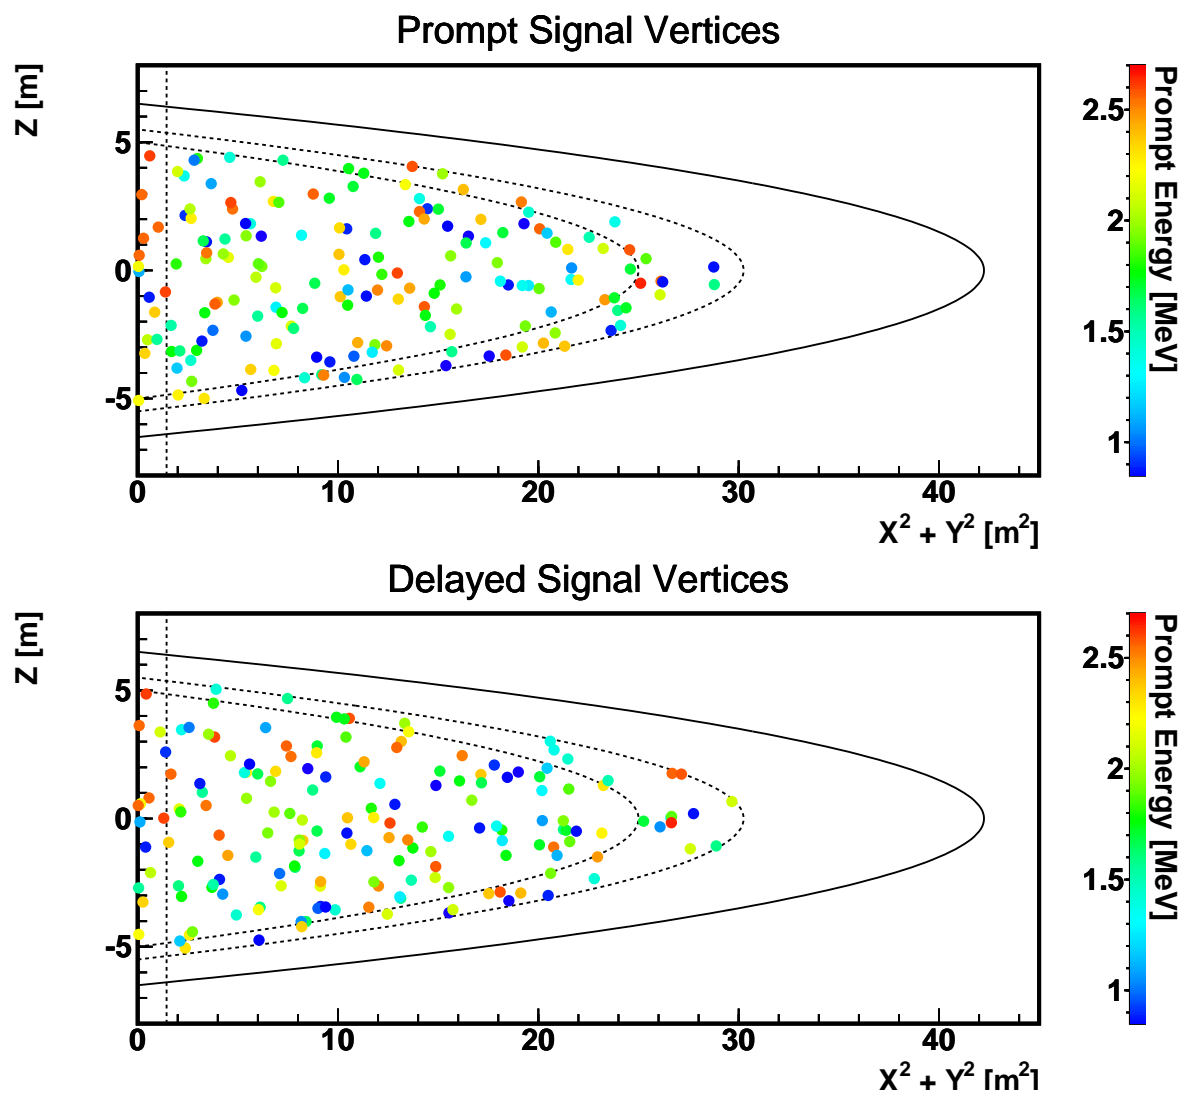 Prompt Signal Vertices
Z [m]
5
0
-5
0 10 20 30 40
X² + Y² [m²]
2.5
2
1.5
1
Prompt Energy [MeV]
Delayed Signal Vertices
Z [m]
5
0
-5
0 10 20 30 40
X² + Y² [m²]
2.5
2
1.5
1
Prompt Energy [MeV]